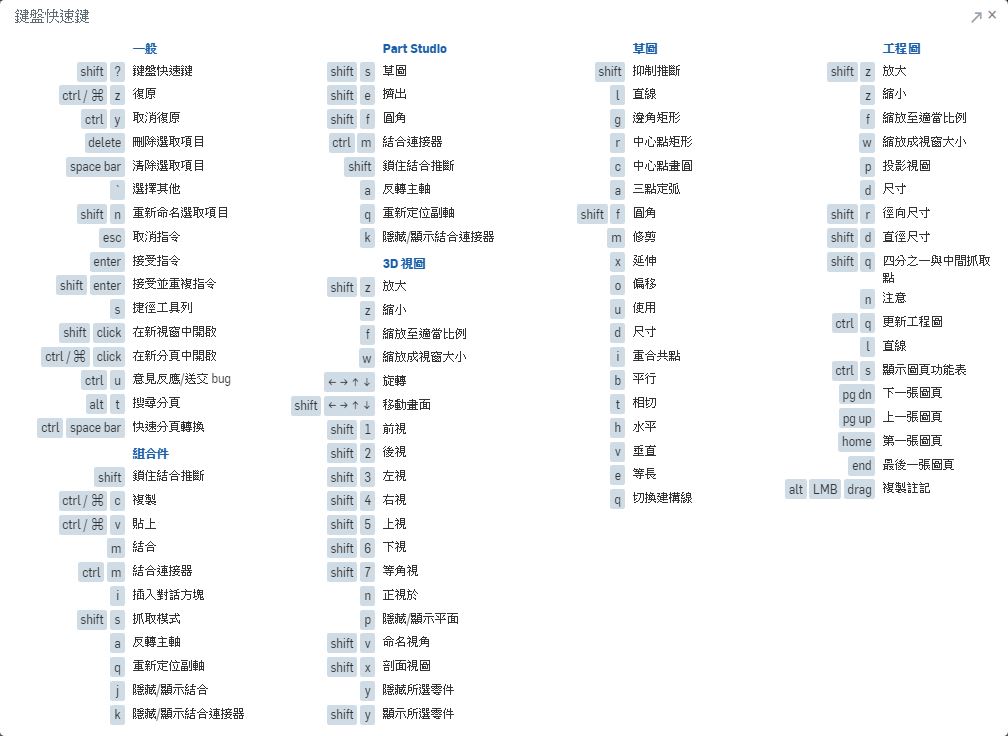 鍵盤快速鍵
一般
shift ? 鍵盤快速鍵
ctrl / ⌘ z 復原
ctrl y 取消復原
delete 刪除選取項目
space bar 清除選取項目
` 選擇其他
shift n 重新命名選取項目
esc 取消指令
enter 接受指令
shift enter 接受並重複指令
s 捷徑工具列
shift click 在新視窗中開啟
ctrl / ⌘ click 在新分頁中開啟
ctrl u 意見反應/送交 bug
alt t 搜尋分頁
ctrl space bar 快速分頁轉換
組合件
shift 鎖住結合推斷
ctrl / ⌘ c 複製
ctrl / ⌘ v 貼上
m 結合
ctrl m 結合連接器
i 插入對話方塊
shift s 抓取模式
a 反轉主軸
q 重新定位副軸
j 隱藏/顯示結合
k 隱藏/顯示結合連接器
Part Studio
shift s 草圖
shift e 擠出
shift f 圓角
ctrl m 結合連接器
shift 鎖住結合推斷
a 反轉主軸
q 重新定位副軸
k 隱藏/顯示結合連接器
3D 視圖
shift z 放大
z 縮小
f 縮放至適當比例
w 縮放成視窗大小
←→↑↓ 旋轉
shift ←→↑↓ 移動畫面
shift 1 前視
shift 2 後視
shift 3 左視
shift 4 右視
shift 5 上視
shift 6 下視
shift 7 等角視
n 正視於
p 隱藏/顯示平面
shift v 命名視角
shift x 剖面視圖
y 隱藏所選零件
shift y 顯示所選零件
草圖
shift 抑制推斷
l 直線
g 邊角矩形
r 中心點矩形
c 中心點畫圓
a 三點定弧
shift f 圓角
m 修剪
x 延伸
o 偏移
u 使用
d 尺寸
i 重合共點
b 平行
t 相切
h 水平
v 垂直
e 等長
q 切換建構線
工程圖
shift z 放大
z 縮小
f 縮放至適當比例
w 縮放成視窗大小
p 投影視圖
d 尺寸
shift r 徑向尺寸
shift d 直徑尺寸
shift q 四分之一與中間抓取
點
n 注意
ctrl q 更新工程圖
l 直線
ctrl s 顯示圖頁功能表
pg dn 下一張圖頁
pg up 上一張圖頁
home 第一張圖頁
end 最後一張圖頁
alt LMB drag 複製註記